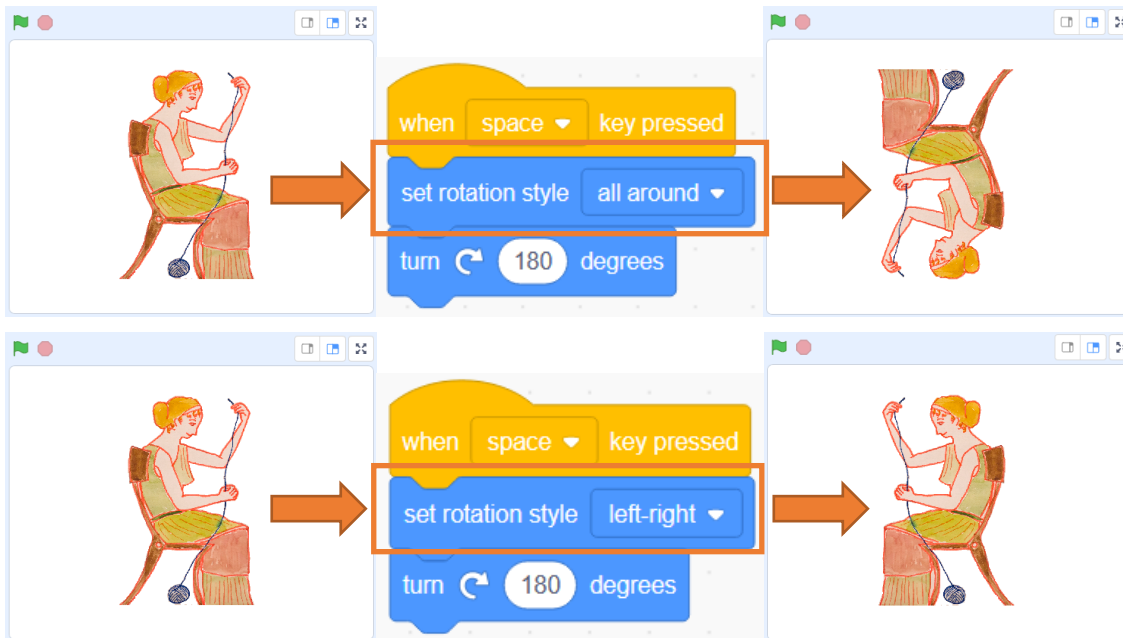 when space key pressed
set rotation style all around
turn 180 degrees
when space key pressed
set rotation style left-right
turn 180 degrees